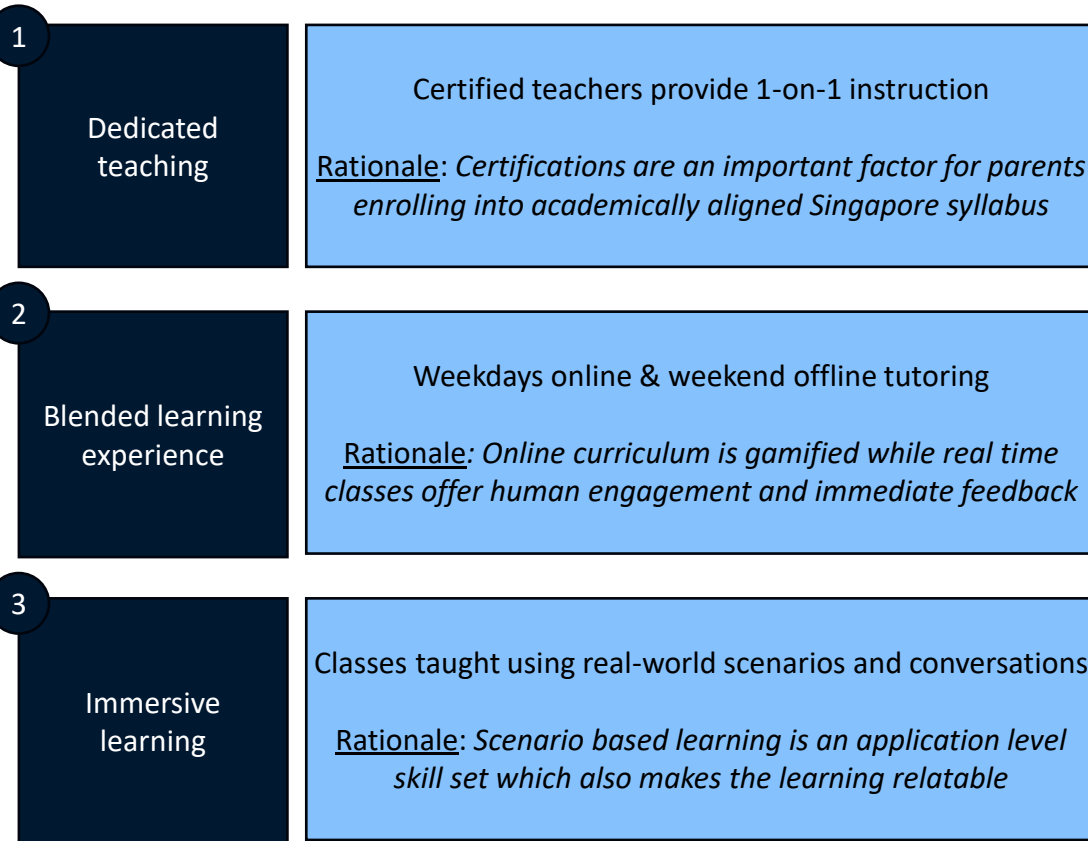 1
Dedicated
teaching
Certified teachers provide 1-on-1 instruction
Rationale: Certifications are an important factor for parents
enrolling into academically aligned Singapore syllabus
2
Blended learning
experience
Weekdays online & weekend offline tutoring
Rationale: Online curriculum is gamified while real time
classes offer human engagement and immediate feedback
3
Immersive
learning
Classes taught using real-world scenarios and conversations
Rationale: Scenario based learning is an application level
skill set which also makes the learning relatable